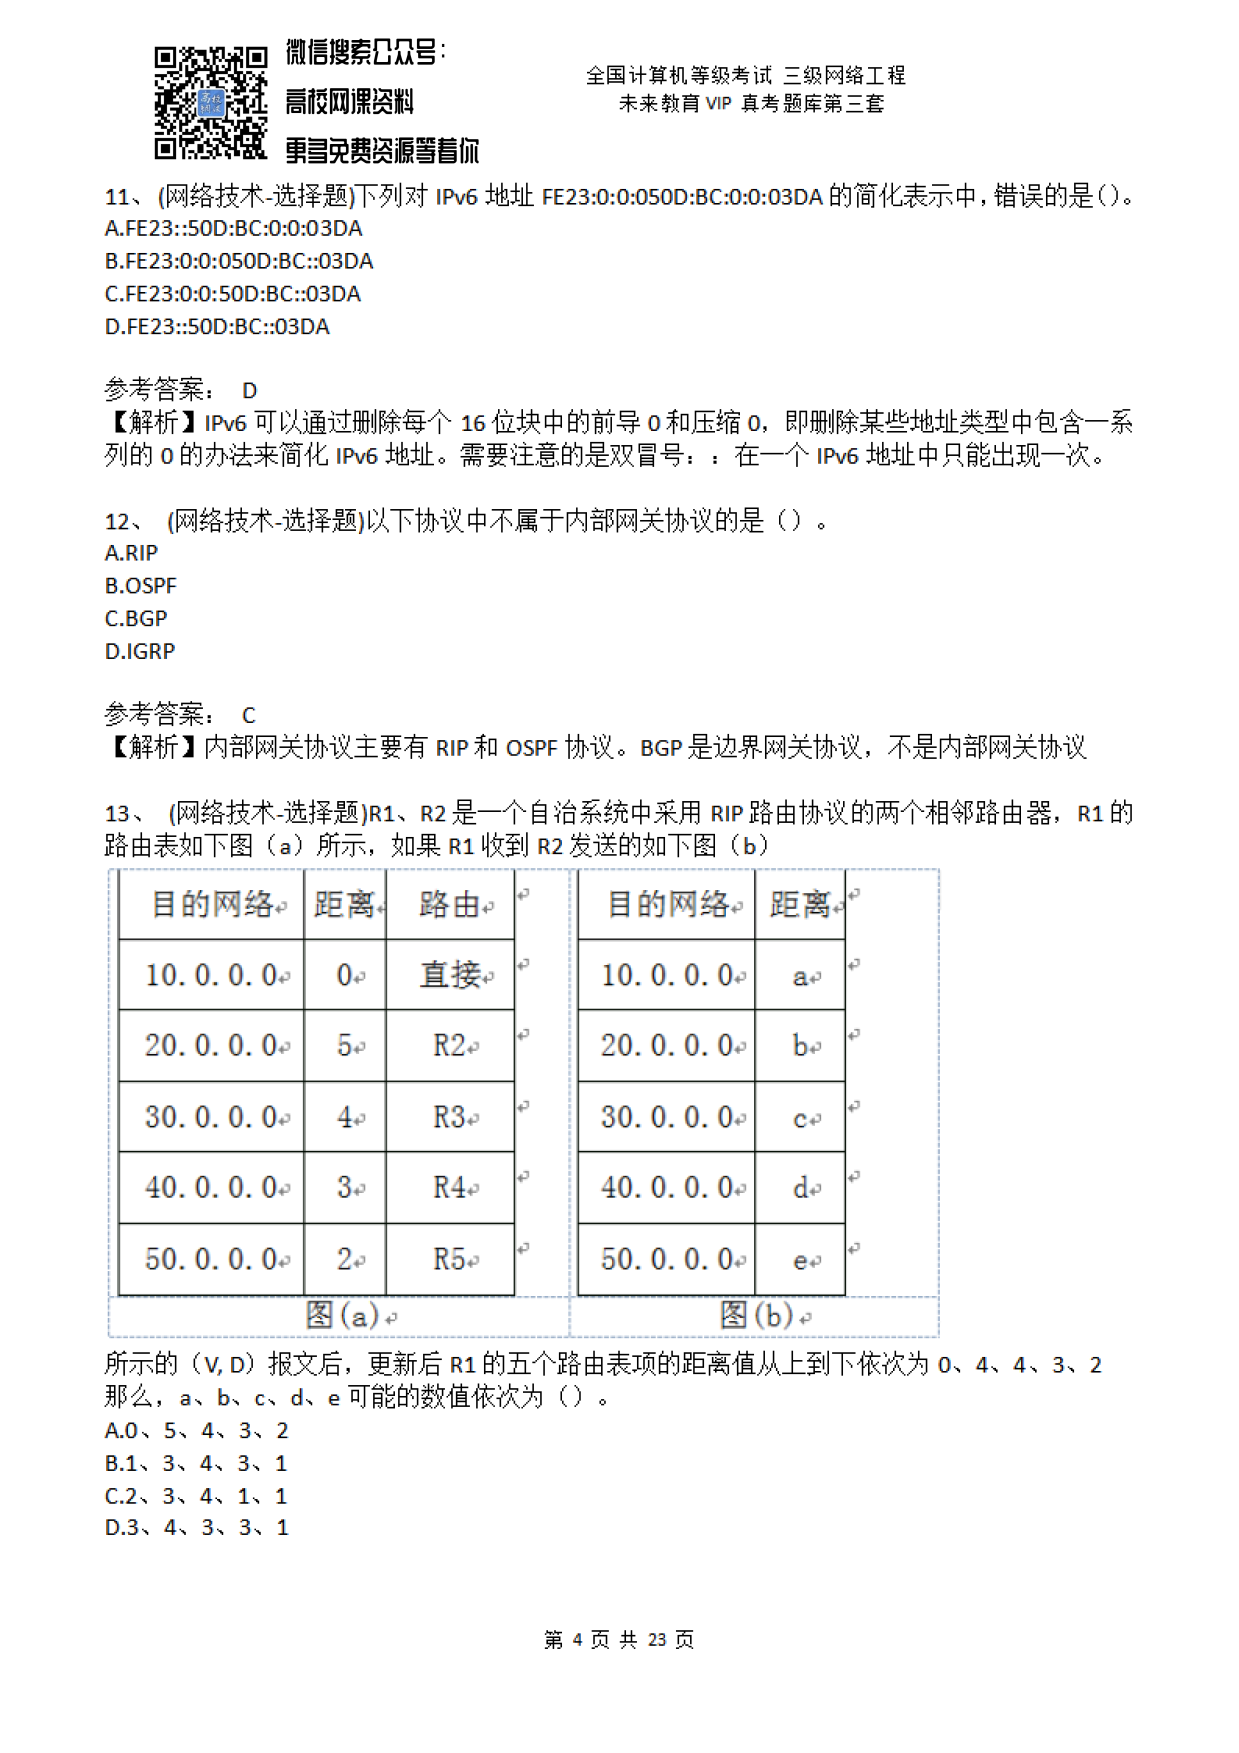 微信搜索公众号：
高校网课资料
更多免费资源等着你
全国计算机等级考试 三级网络工程
未来教育 VIP 真考题库第三套
11、(网络技术-选择题)下列对 IPv6 地址 FE23:0:0:050D:BC:0:0:03DA 的简化表示中，错误的是（）。
A.FE23::50D:BC:0:0:03DA
B.FE23:0:0:050D:BC::03DA
C.FE23:0:0:50D:BC::03DA
D.FE23::50D:BC::03DA
参考答案： D
【解析】IPv6 可以通过删除每个 16 位块中的前导 0 和压缩 0，即删除某些地址类型中包含一系
列的 0 的办法来简化 IPv6 地址。需要注意的是双冒号：：在一个 IPv6 地址中只能出现一次。
12、 (网络技术-选择题)以下协议中不属于内部网关协议的是（）。
A.RIP
B.OSPF
C.BGP
D.IGRP
参考答案： C
【解析】内部网关协议主要有 RIP 和 OSPF 协议。BGP 是边界网关协议，不是内部网关协议
13、 (网络技术-选择题)R1、R2 是一个自治系统中采用 RIP 路由协议的两个相邻路由器，R1 的
路由表如下图（a）所示，如果 R1 收到 R2 发送的如下图（b）
目的网络 距离 路由 目的网络 距离
10.0.0.0 0 直接 10.0.0.0 a
20.0.0.0 5 R2 20.0.0.0 b
30.0.0.0 4 R3 30.0.0.0 c
40.0.0.0 3 R4 40.0.0.0 d
50.0.0.0 2 R5 50.0.0.0 e
图(a) 图(b)
所示的（V, D）报文后，更新后 R1 的五个路由表项的距离值从上到下依次为 0、4、4、3、2
那么，a、b、c、d、e 可能的数值依次为（）。
A.0、5、4、3、2
B.1、3、4、3、1
C.2、3、4、1、1
D.3、4、3、3、1
第 4 页 共 23 页